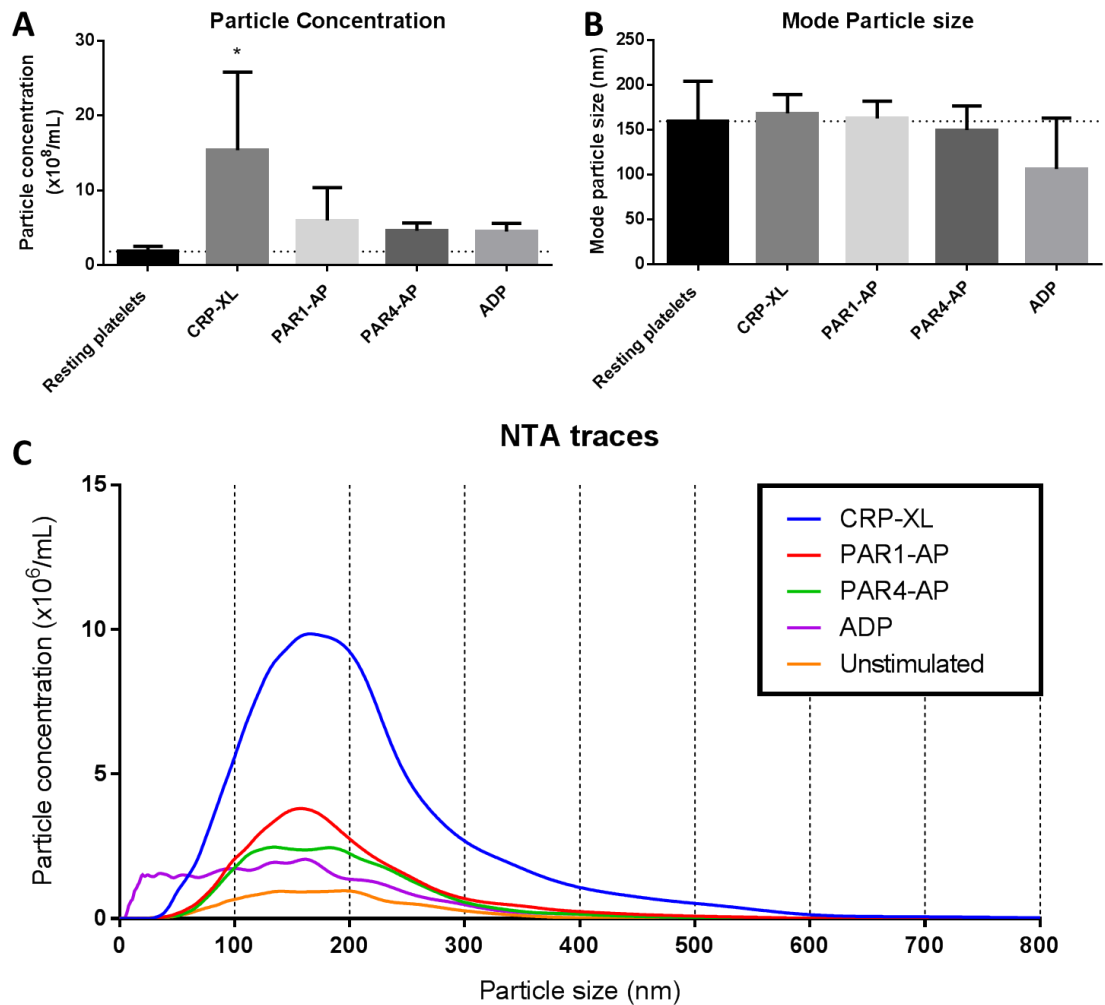 A
Particle Concentration
Particle concentration
(x10⁸/mL)
40
30
20
10
0
*
Resting platelets
CRP-XL
PAR1-AP
PAR4-AP
ADP
B
Mode Particle size
Mode particle size (nm)
250
200
150
100
50
0
Resting platelets
CRP-XL
PAR1-AP
PAR4-AP
ADP
C
NTA traces
Particle concentration (x10⁶/mL)
15
10
5
0
CRP-XL
PAR1-AP
PAR4-AP
ADP
Unstimulated
0 100 200 300 400 500 600 700 800
Particle size (nm)